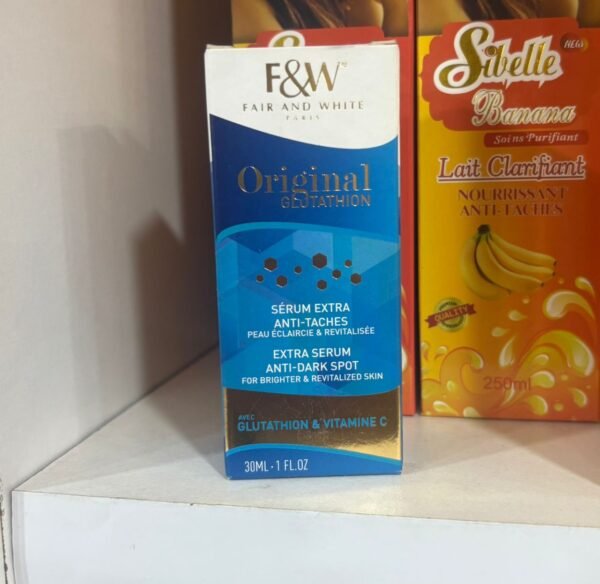 F&W
FAIR AND WHITE
PARIS
Original
GLUTATHION
SÉRUM EXTRA
ANTI-TACHES
PEAU ÉCLAIRCIE & REVITALISÉE
EXTRA SERUM
ANTI-DARK SPOT
FOR BRIGHTER & REVITALIZED SKIN
AVEC
GLUTATHION & VITAMINE C
30ML - 1 FL.OZ
Sibelle
NEW
Banana
Soins Purifiant
Lait Clarifiant
NOURRISSANT
ANTI-TACHES
QUALITY
250ml